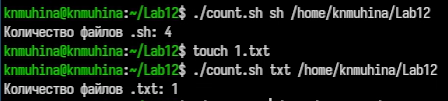 knmuhina@knmuhina:~/Lab12$ ./count.sh sh /home/knmuhina/Lab12
Количество файлов .sh: 4
knmuhina@knmuhina:~/Lab12$ touch 1.txt
knmuhina@knmuhina:~/Lab12$ ./count.sh txt /home/knmuhina/Lab12
Количество файлов .txt: 1